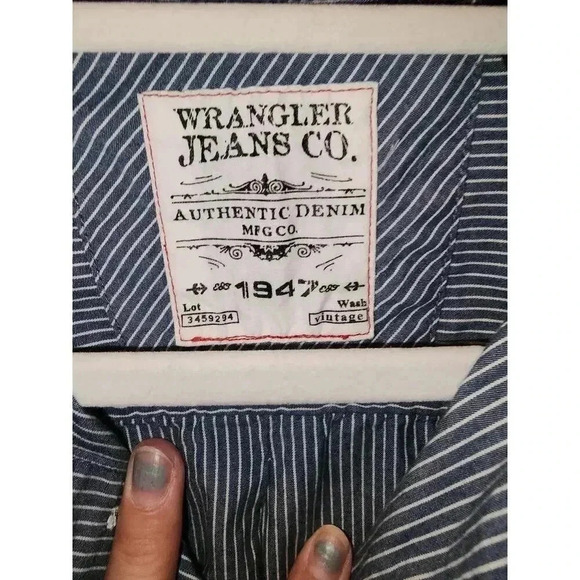 WRANGLER
JEANS CO.
AUTHENTIC DENIM
MFG CO.
1947
Lot Wash
3459294 vintage